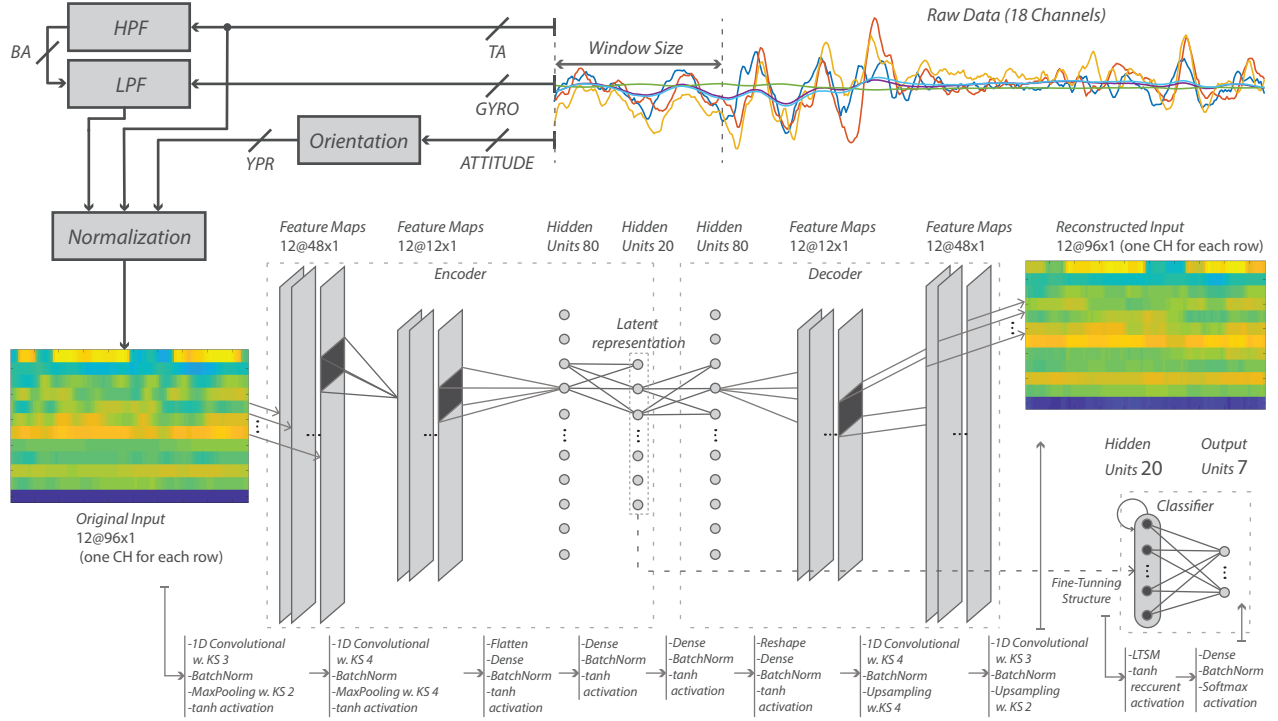 Raw Data (18 Channels)
HPF
BA
TA
Window Size
LPF
GYRO
Orientation
YPR
ATTITUDE
Normalization
Feature Maps
12@48x1
Feature Maps
12@12x1
Hidden
Units 80
Hidden
Units 20
Hidden
Units 80
Feature Maps
12@12x1
Feature Maps
12@48x1
Reconstructed Input
12@96x1 (one CH for each row)
Encoder
Decoder
Latent
representation
...
...
...
...
...
...
...
...
...
Original Input
12@96x1
(one CH for each row)
Hidden
Units 20
Output
Units 7
Classifier
...
...
Fine-Tunning
Structure
-1D Convolutional
w. KS 3
-BatchNorm
-MaxPooling w. KS 2
-tanh activation
-1D Convolutional
w. KS 4
-BatchNorm
-MaxPooling w. KS 4
-tanh activation
-Flatten
-Dense
-BatchNorm
-tanh
activation
-Dense
-BatchNorm
-tanh
activation
-Dense
-BatchNorm
-tanh
activation
-Reshape
-Dense
-BatchNorm
-tanh
activation
-1D Convolutional
w. KS 4
-BatchNorm
-Upsampling
w.KS 4
-1D Convolutional
w. KS 3
-BatchNorm
-Upsampling
w. KS 2
-LTSM
-tanh
reccurent
activation
-Dense
-BatchNorm
-Softmax
activation